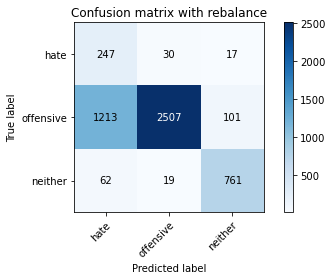 Confusion matrix with rebalance
True label
hate
offensive
neither
247 30 17
1213 2507 101
62 19 761
hate offensive neither
Predicted label
2500
2000
1500
1000
500